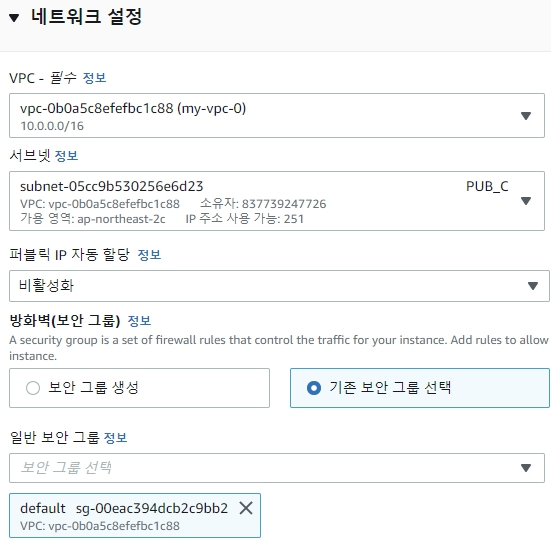 네트워크 설정
VPC - 필수 정보
vpc-0b0a5c8efefbc1c88 (my-vpc-0)
10.0.0.0/16
서브넷 정보
subnet-05cc9b530256e6d23 PUB_C
VPC: vpc-0b0a5c8efefbc1c88 소유자: 837739247726
가용 영역: ap-northeast-2c IP 주소 사용 가능: 251
퍼블릭 IP 자동 할당 정보
비활성화
방화벽(보안 그룹) 정보
A security group is a set of firewall rules that control the traffic for your instance. Add rules to allow
instance.
보안 그룹 생성 기존 보안 그룹 선택
일반 보안 그룹 정보
보안 그룹 선택
default sg-00eac394dcb2c9bb2
VPC: vpc-0b0a5c8efefbc1c88